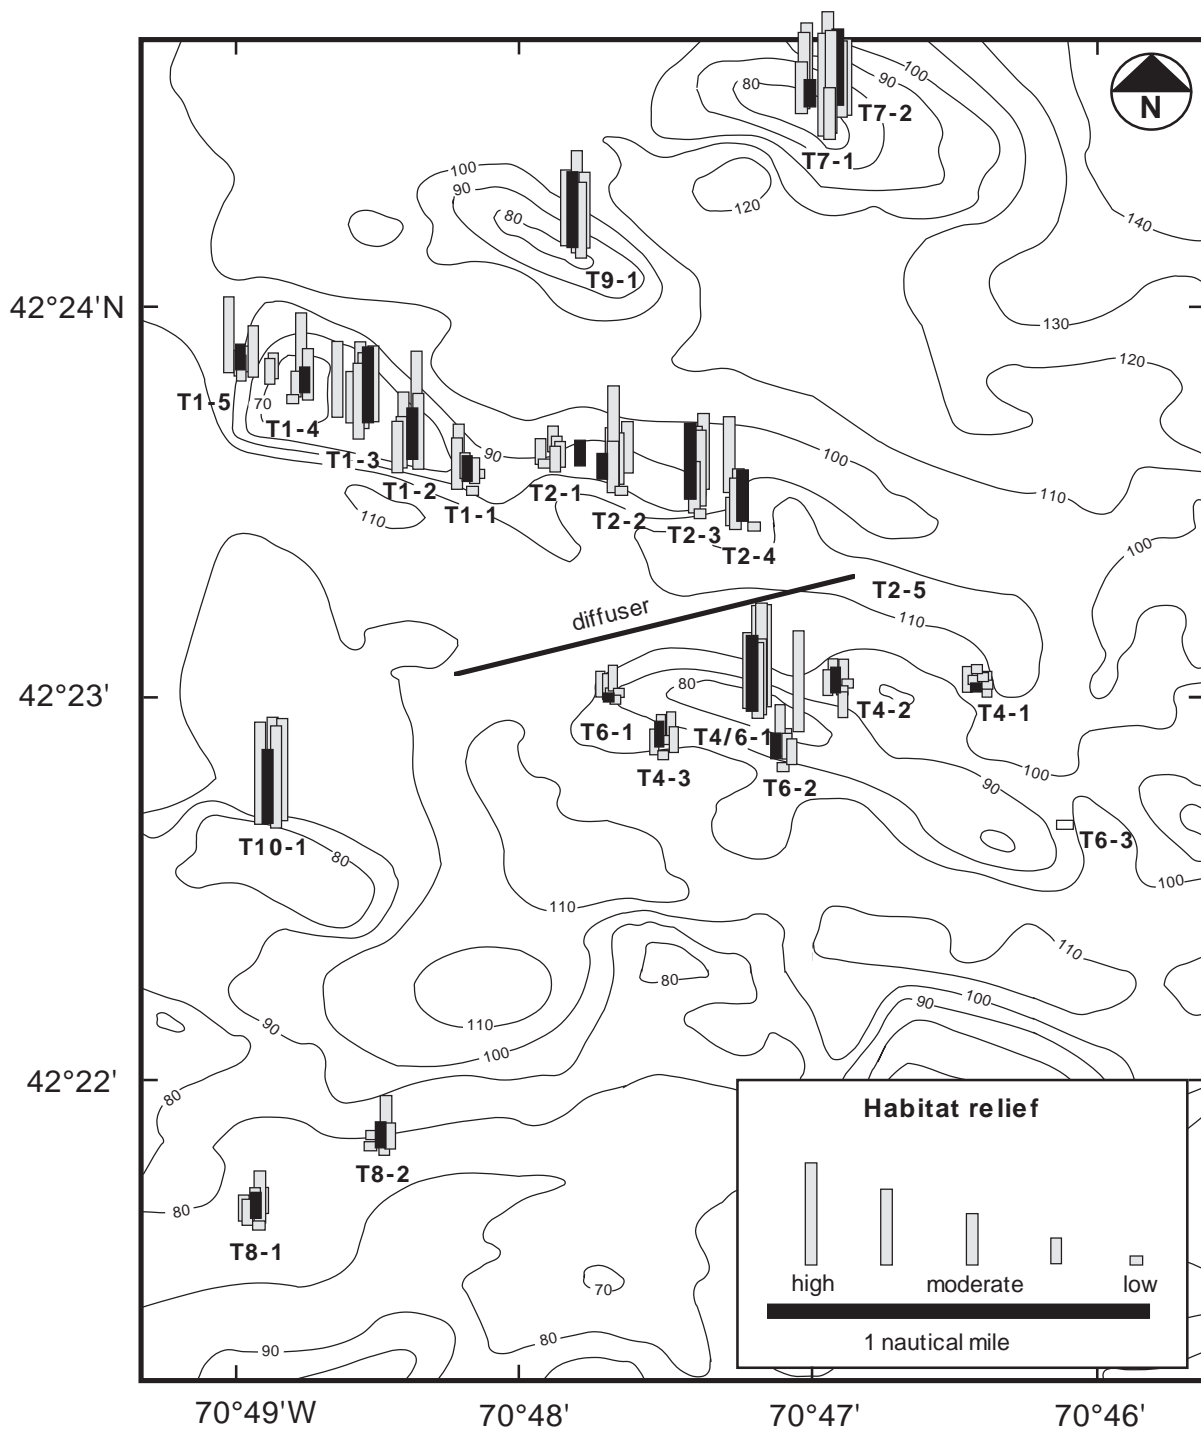 100
80
90
N
T7-2
T7-1
100
90
80
120
140
T9-1
42°24'N
130
120
T1-5
70
T1-4
T1-3
90
100
T1-2
T2-1
110
T1-1
110
T2-2
T2-3
T2-4
100
T2-5
diffuser
110
42°23'
80
T6-1
T4/6-1
T4-2
T4-1
T4-3
T6-2
90
100
T10-1
80
T6-3
100
110
110
80
90
100
110
90
100
42°22'
80
Habitat relief
T8-2
80
T8-1
high
moderate
low
70
1 nautical mile
80
90
70°49'W
70°48'
70°47'
70°46'